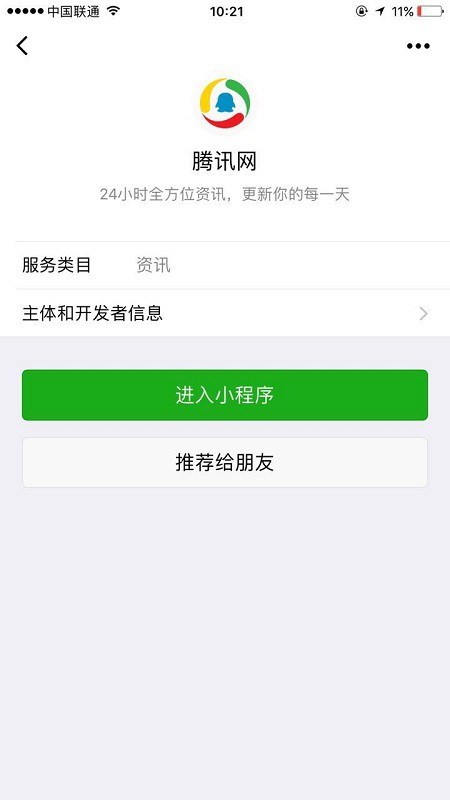 中国联通 10:21 11%
腾讯网
24小时全方位资讯，更新你的每一天
服务类目 资讯
主体和开发者信息
进入小程序
推荐给朋友